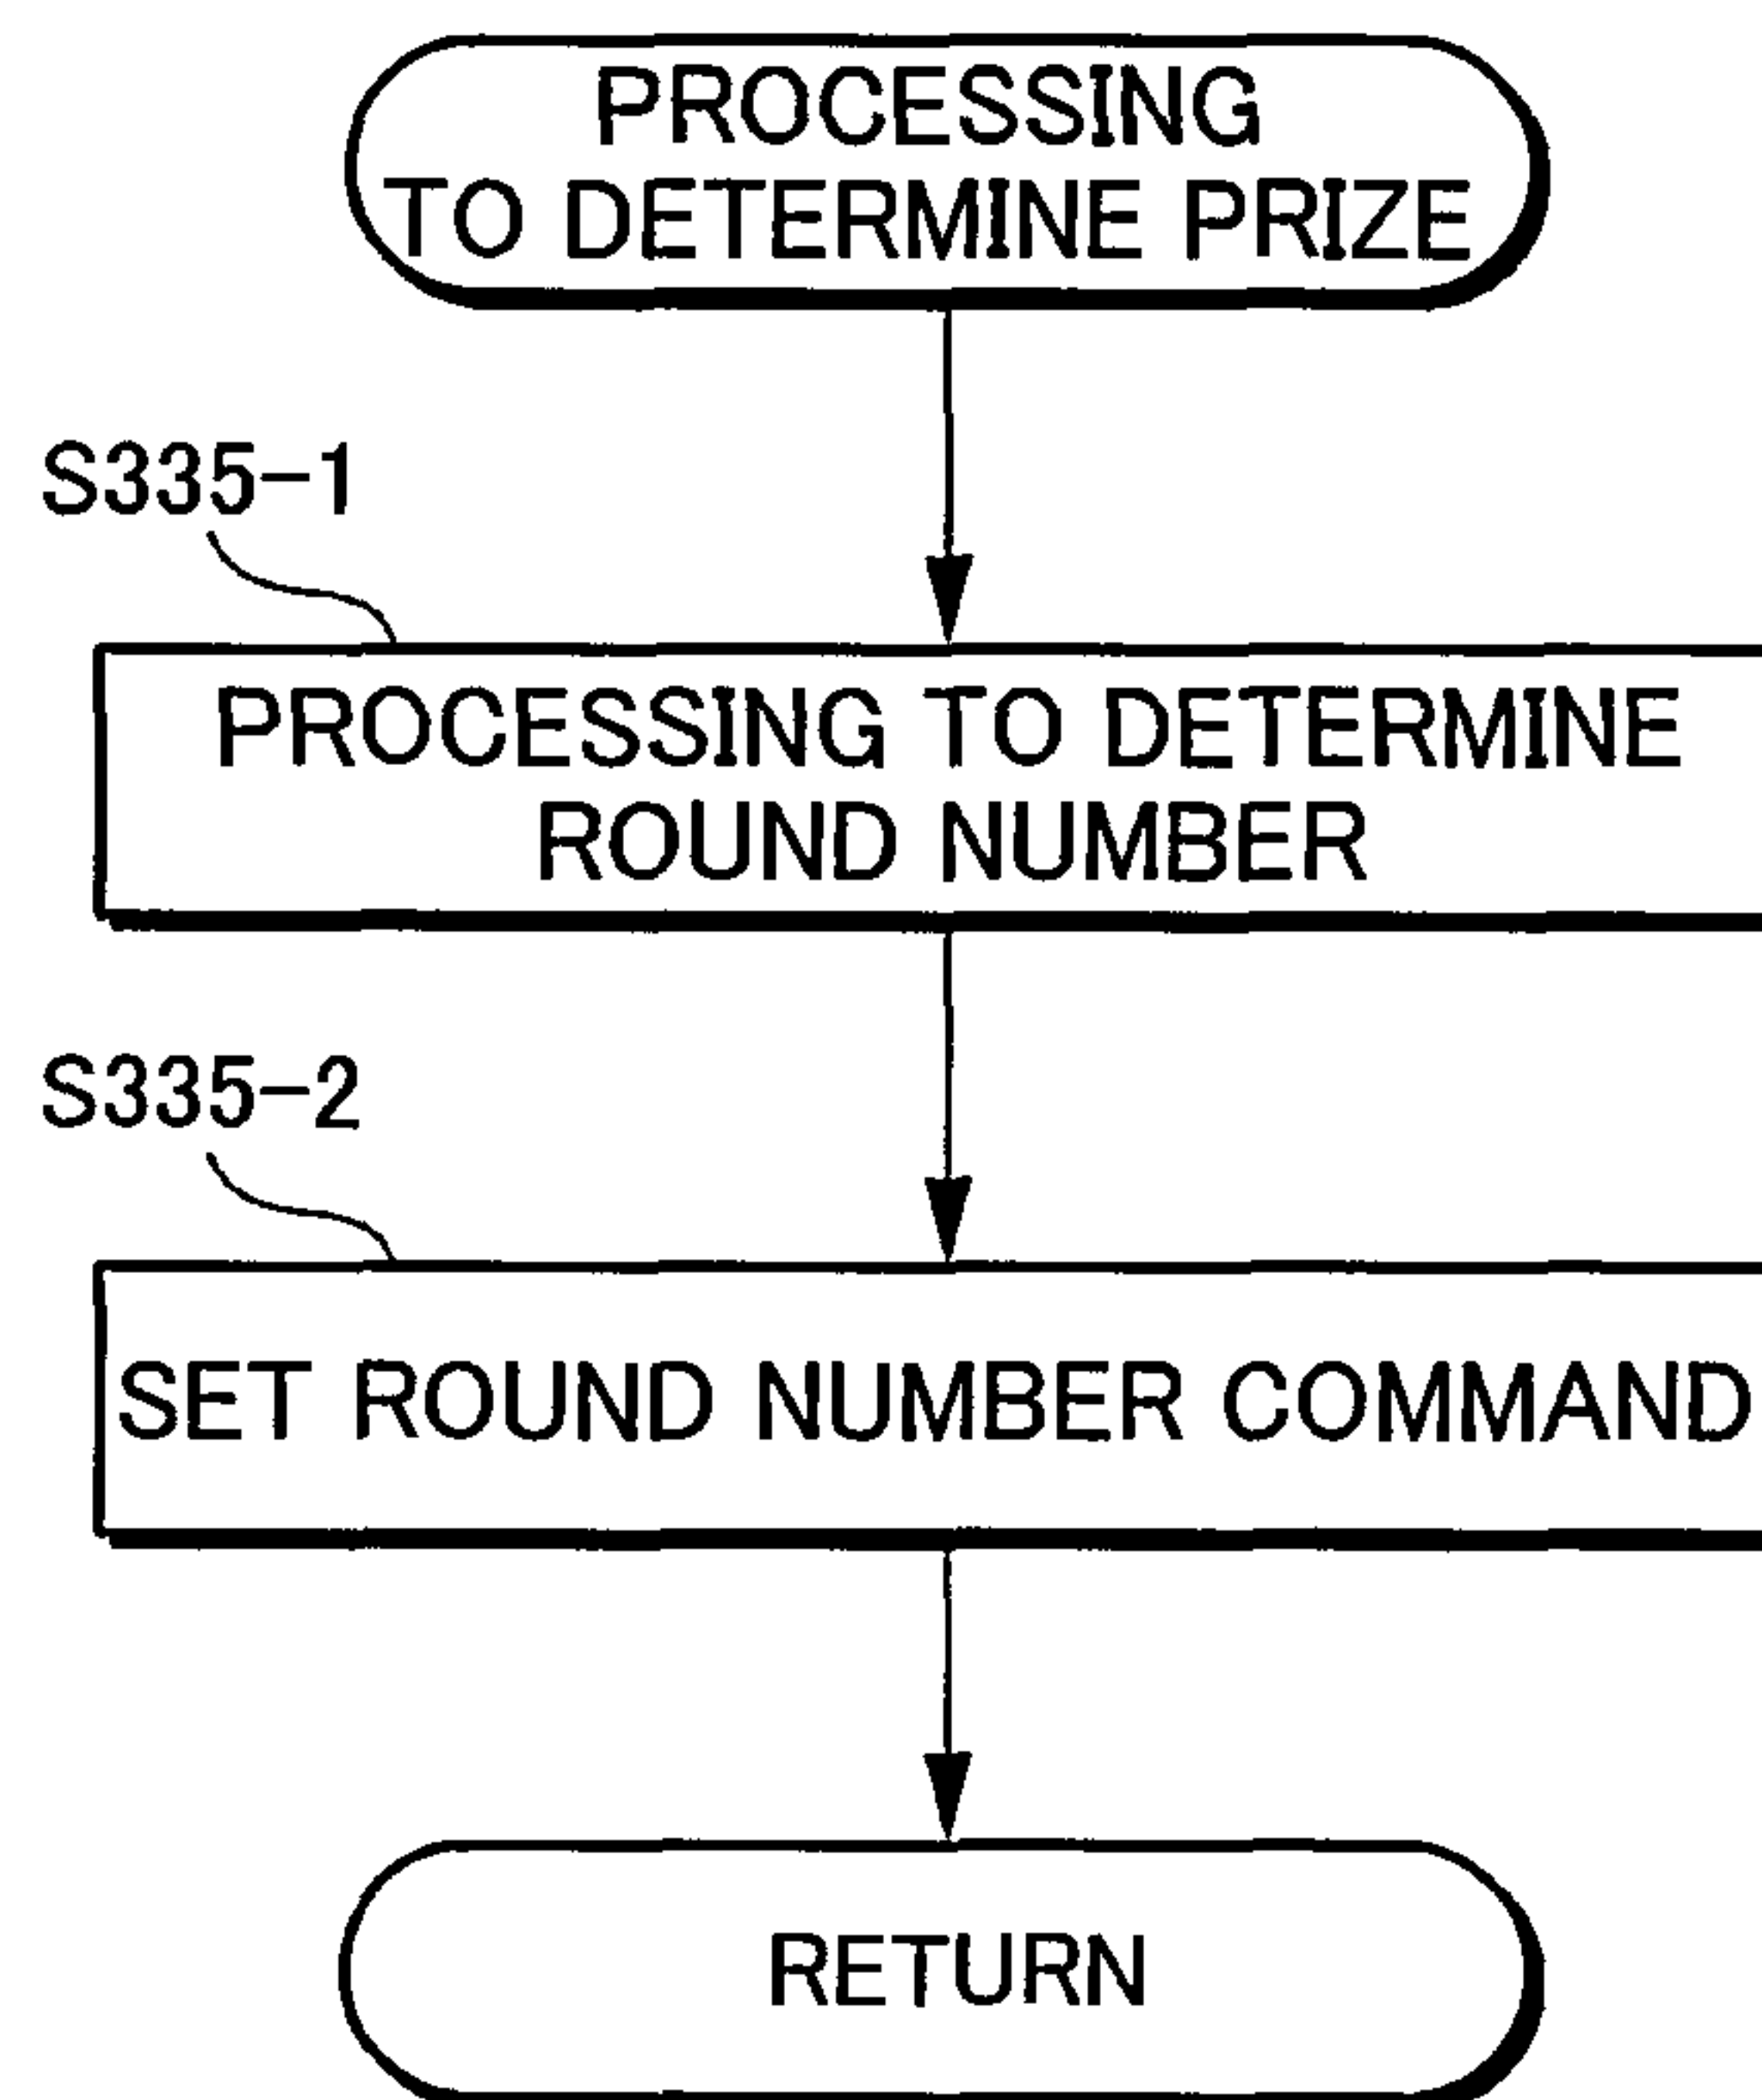 PROCESSING
TO DETERMINE PRIZE
S335-1
PROCESSING TO DETERMINE
ROUND NUMBER
S335-2
SET ROUND NUMBER COMMAND
RETURN